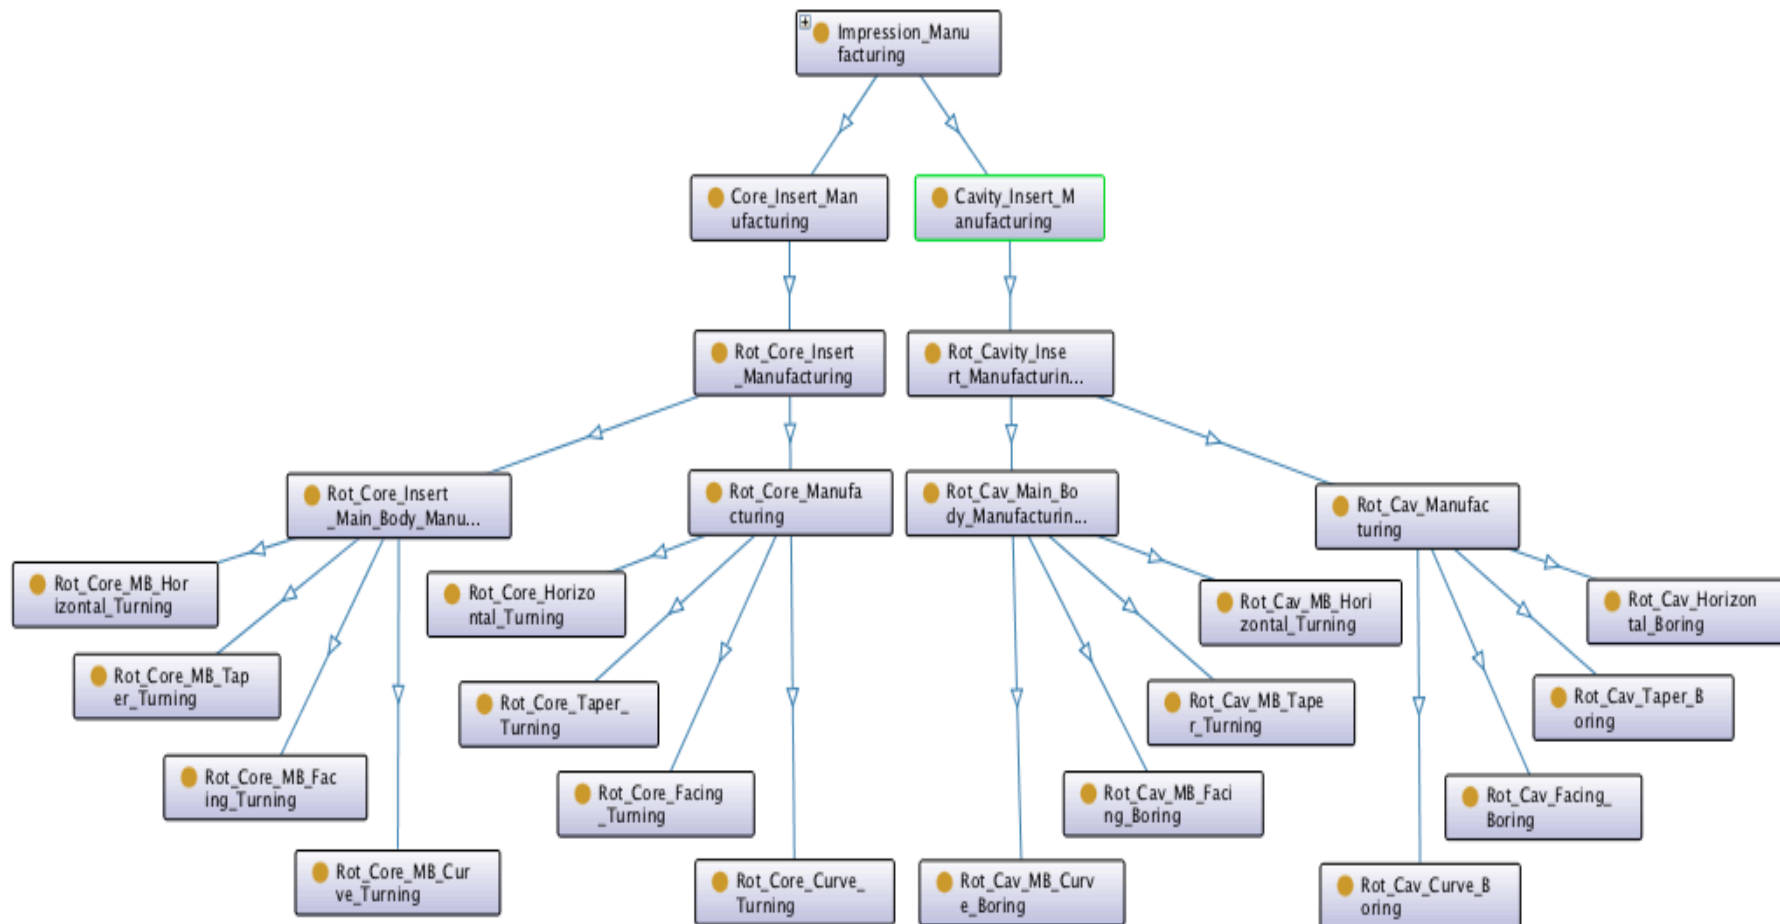 Impression_Manu
facturing
Core_Insert_Man
ufacturing
Cavity_Insert_M
anufacturing
Rot_Core_Insert
_Manufacturing
Rot_Cavity_Inse
rt_Manufacturin...
Rot_Core_Insert
_Main_Body_Manu...
Rot_Core_Manufa
cturing
Rot_Cav_Main_Bo
dy_Manufacturin...
Rot_Cav_Manufac
turing
Rot_Core_MB_Hor
izontal_Turning
Rot_Core_Horizo
ntal_Turning
Rot_Cav_MB_Hori
zontal_Turning
Rot_Cav_Horizon
tal_Boring
Rot_Core_MB_Tap
er_Turning
Rot_Core_Taper_
Turning
Rot_Cav_MB_Tape
r_Turning
Rot_Cav_Taper_B
oring
Rot_Core_MB_Fac
ing_Turning
Rot_Core_Facing
_Turning
Rot_Cav_MB_Faci
ng_Boring
Rot_Cav_Facing_
Boring
Rot_Core_MB_Cur
ve_Turning
Rot_Core_Curve_
Turning
Rot_Cav_MB_Curv
e_Boring
Rot_Cav_Curve_B
oring